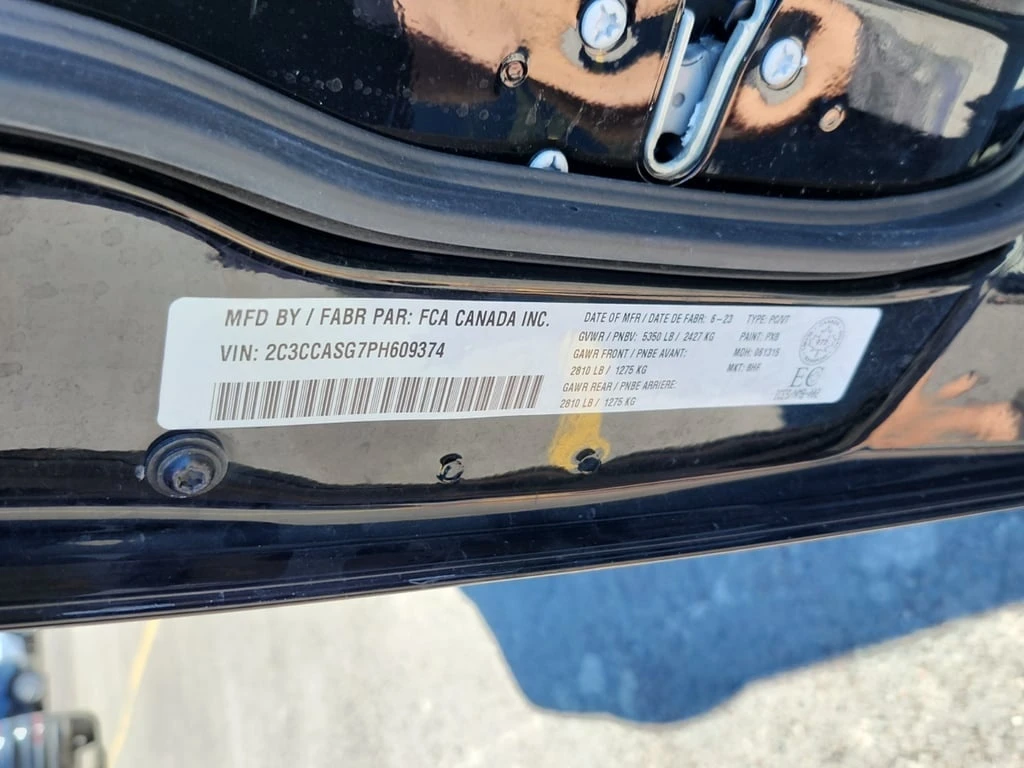 MFD BY / FABR PAR: FCA CANADA INC.
VIN: 2C3CCASG7PH609374
DATE OF MFR / DATE DE FABR: 6-23 TYPE: PC/VT
GVWR / PNBV: 5350 LB / 2427 KG PAINT: PX8
GAWR FRONT / PNBE AVANT: MDH: 061315
2810 LB / 1275 KG MKT: BHF
GAWR REAR / PNBE ARRIERE:
2810 LB / 1275 KG
EC